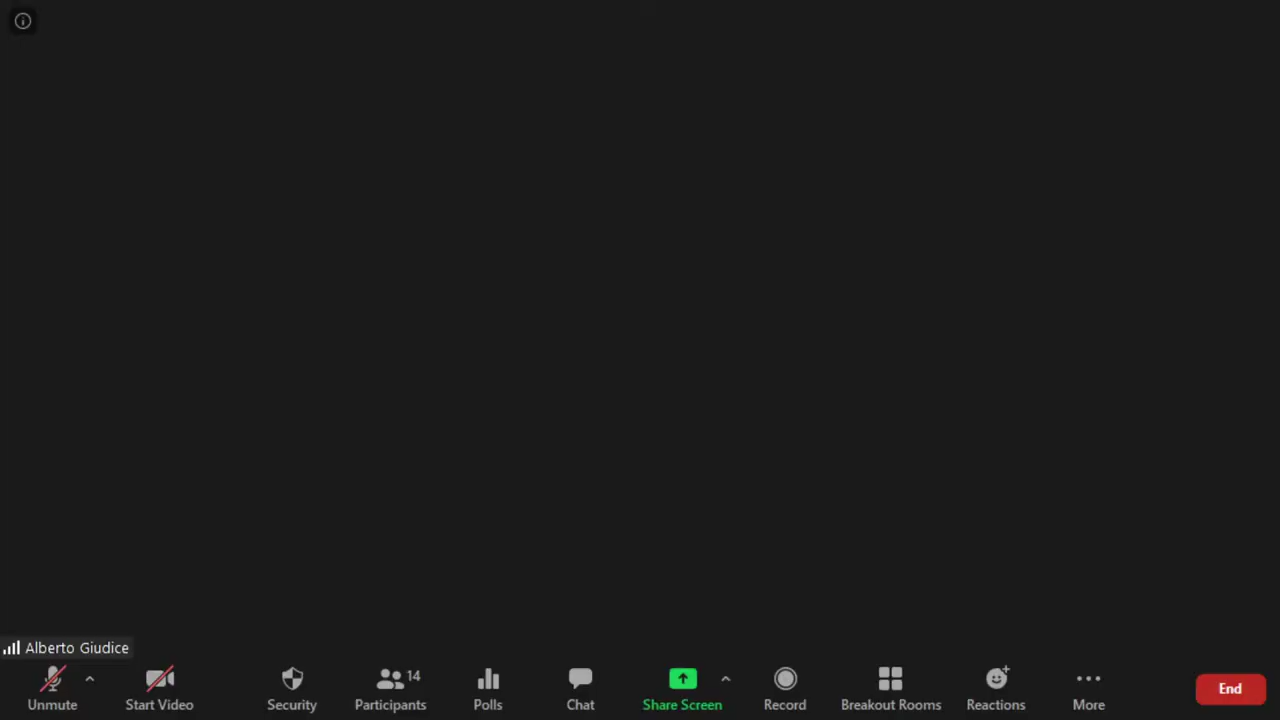 Alberto Giudice
14
Unmute
Start Video
Security
Participants
Polls
Chat
Share Screen
Record
Breakout Rooms
Reactions
More
End